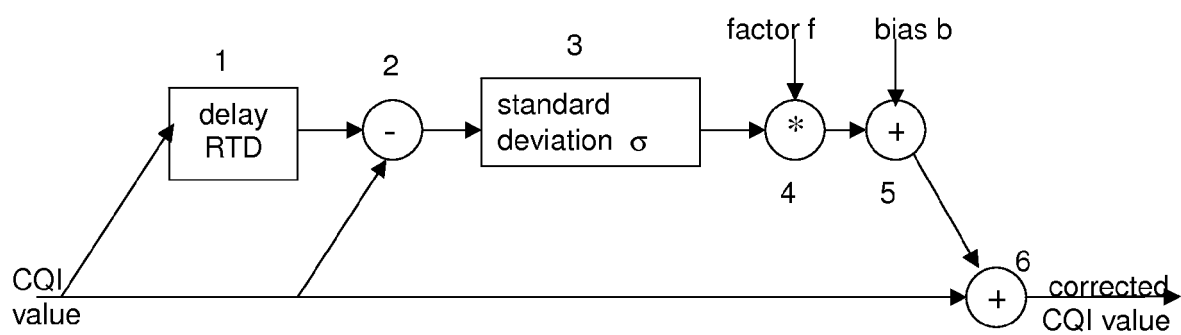 factor f
bias b
1
2
3
delay
RTD
-
standard
deviation σ
*
+
4
5
CQI
value
6
+
corrected
CQI value